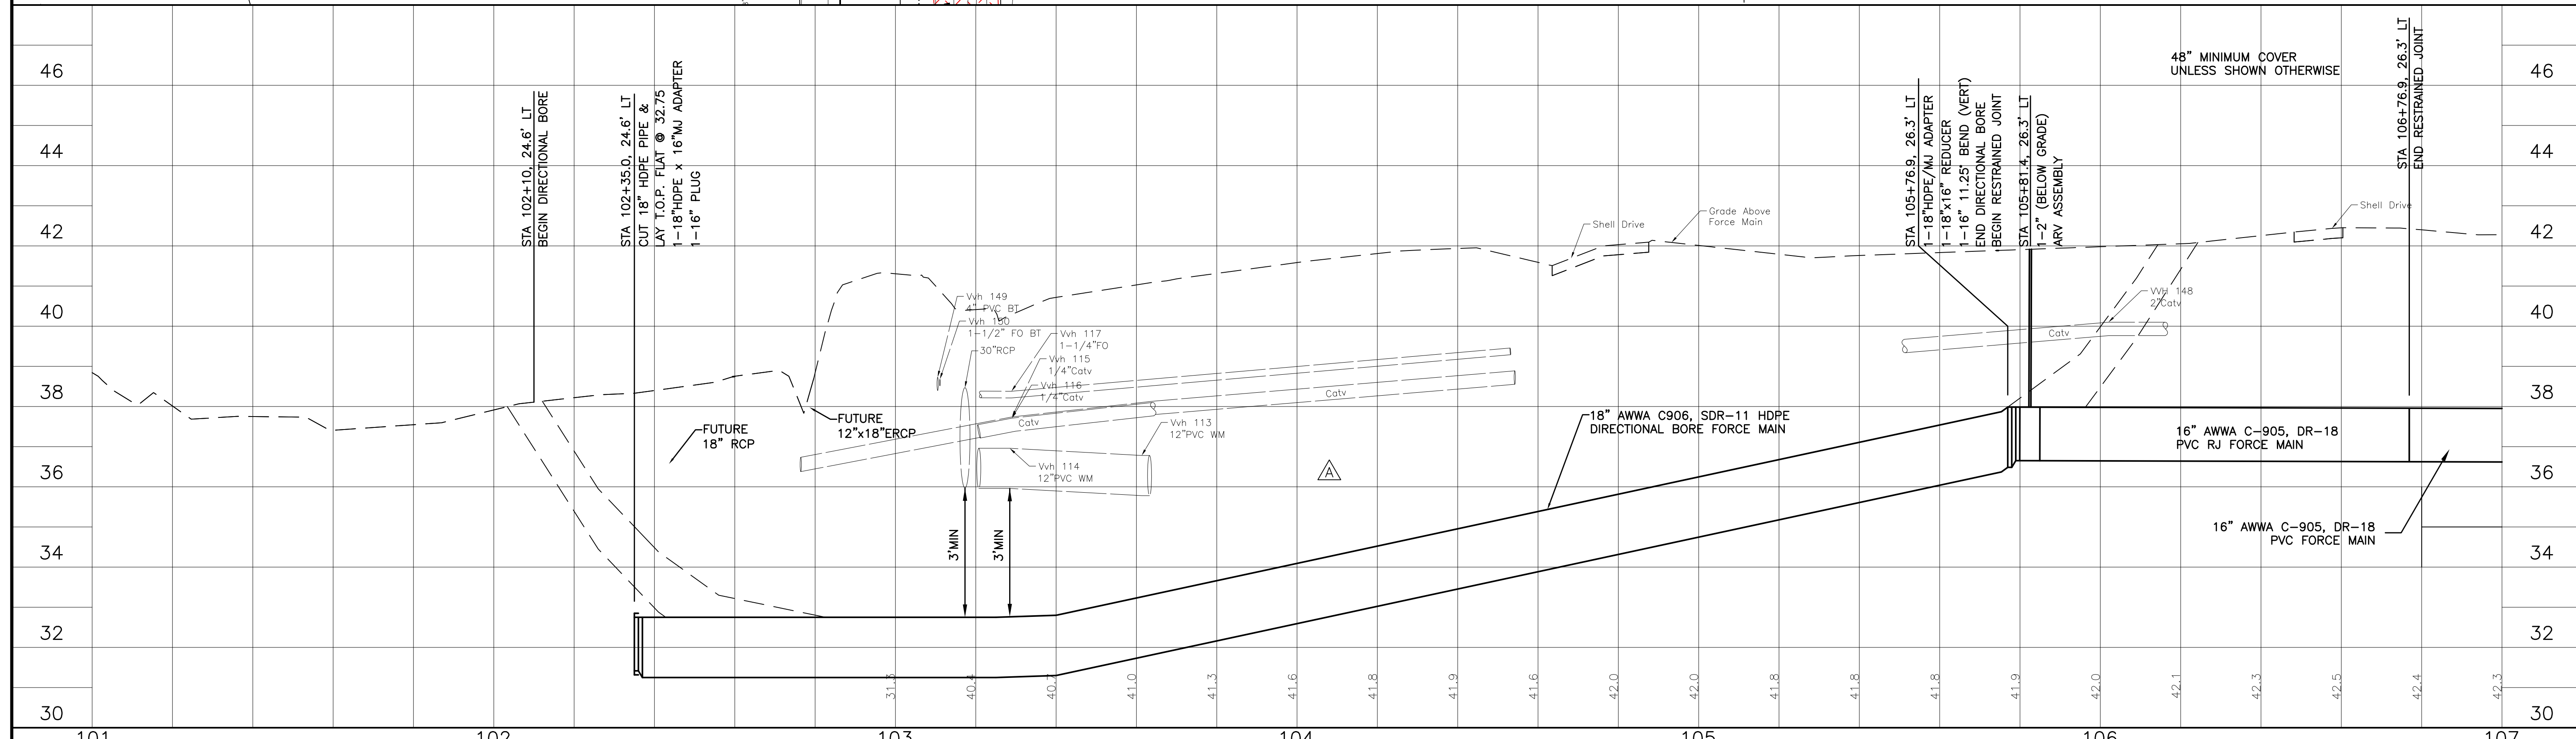 46
44
42
40
38
36
34
32
30
STA 102+10, 24.6' LT
BEGIN DIRECTIONAL BORE
STA 102+35.0, 24.6' LT
CUT 18" HDPE PIPE &
LAY T.O.P. FLAT @ 32.75
1-18"HDPE x 16"MJ ADAPTER
1-16" PLUG
FUTURE
18" RCP
FUTURE
12"x18"ERCP
Vvh 149
4" PVC BT
Vvh 150
1-1/2" FO BT
30"RCP
Vvh 117
1-1/4"FO
Vvh 115
1/4"Catv
Vvh 116
1/4"Catv
Catv
Catv
Vvh 113
12"PVC WM
Vvh 114
12"PVC WM
3'MIN
3'MIN
A
Shell Drive
Grade Above
Force Main
18" AWWA C906, SDR-11 HDPE
DIRECTIONAL BORE FORCE MAIN
STA 105+76.9, 26.3' LT
1-18"HDPE/MJ ADAPTER
1-18"x16" REDUCER
1-16" 11.25° BEND (VERT)
END DIRECTIONAL BORE
BEGIN RESTRAINED JOINT
STA 105+81.4, 26.3' LT
1-2" (BELOW GRADE)
ARV ASSEMBLY
48" MINIMUM COVER
UNLESS SHOWN OTHERWISE
VVH 148
2"Catv
Catv
Shell Drive
STA 106+76.9, 26.3' LT
END RESTRAINED JOINT
16" AWWA C-905, DR-18
PVC RJ FORCE MAIN
16" AWWA C-905, DR-18
PVC FORCE MAIN
46
44
42
40
38
36
34
32
30
31.3
40.4
40.7
41.0
41.3
41.6
41.8
41.9
41.6
42.0
42.0
41.8
41.8
41.8
41.9
42.0
42.1
42.3
42.5
42.4
42.3
101
102
103
104
105
106
107